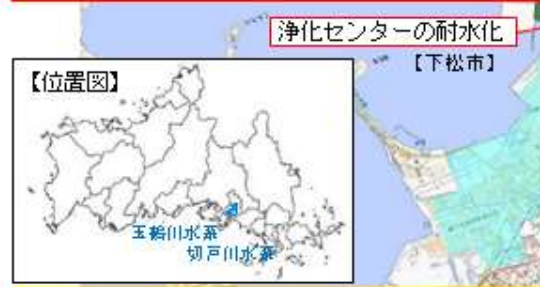 浄化センターの耐水化
【下松市】
【位置図】
玉鶴川水系
切戸川水系